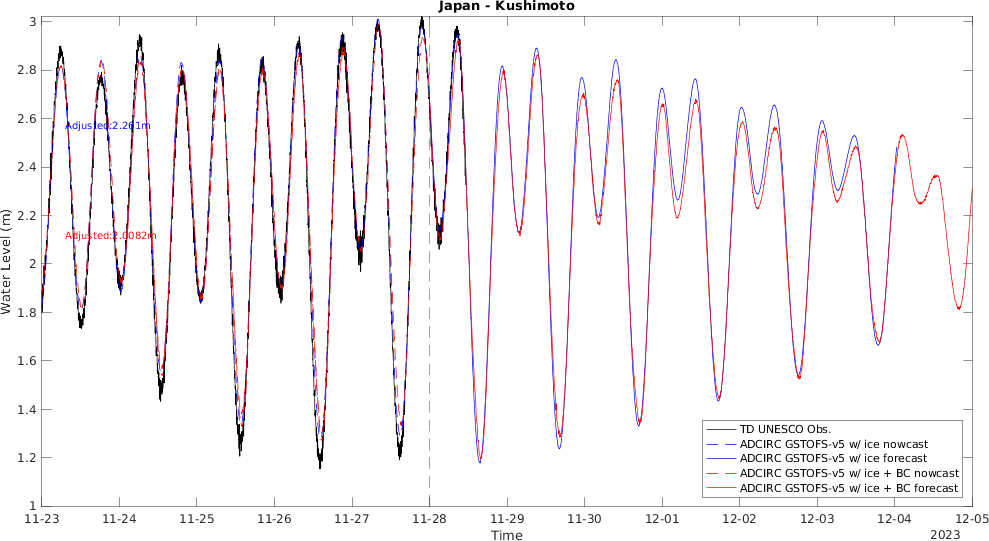 Japan - Kushimoto
Water Level (m)
3
2.8
2.6
2.4
2.2
2
1.8
1.6
1.4
1.2
1
Adjusted:2.261m
Adjusted:2.0082m
TD UNESCO Obs.
ADCIRC GSTOFS-v5 w/ ice nowcast
ADCIRC GSTOFS-v5 w/ ice forecast
ADCIRC GSTOFS-v5 w/ ice + BC nowcast
ADCIRC GSTOFS-v5 w/ ice + BC forecast
11-23 11-24 11-25 11-26 11-27 11-28 11-29 11-30 12-01 12-02 12-03 12-04 12-05
Time
2023